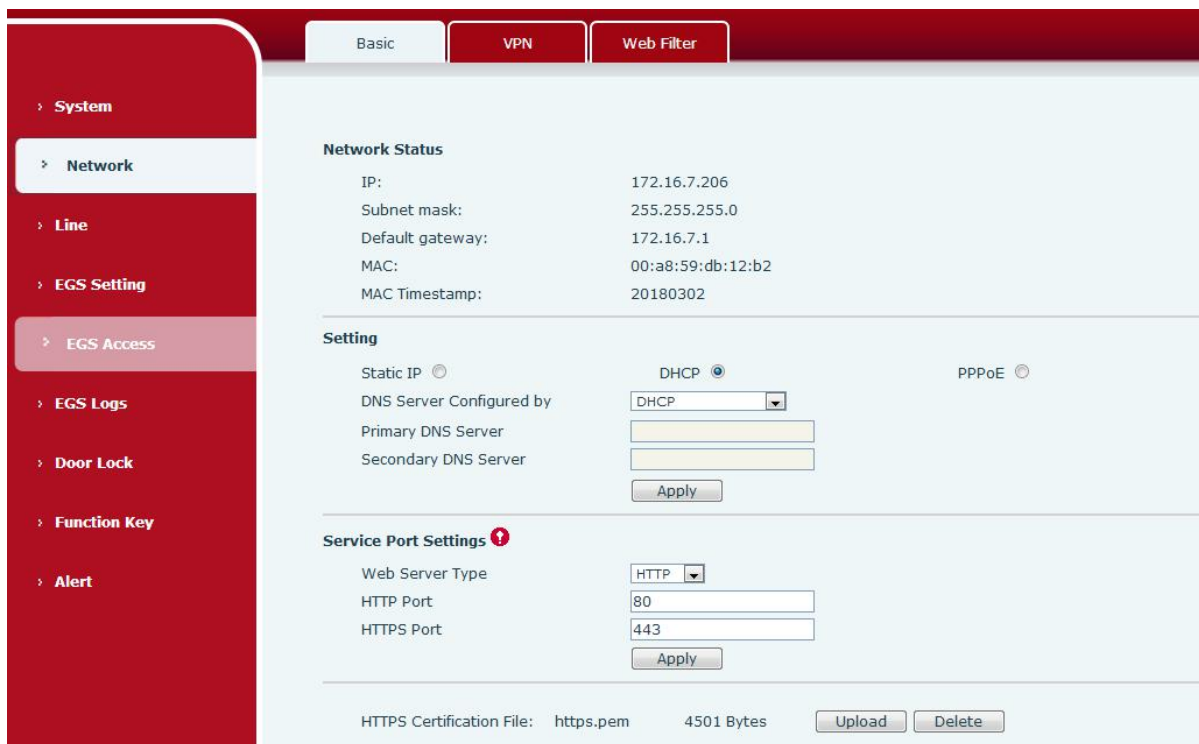 Basic VPN Web Filter
System
Network
Line
EGS Setting
EGS Access
EGS Logs
Door Lock
Function Key
Alert
Network Status
IP: 172.16.7.206
Subnet mask: 255.255.255.0
Default gateway: 172.16.7.1
MAC: 00:a8:59:db:12:b2
MAC Timestamp: 20180302
Setting
Static IP DHCP PPPoE
DNS Server Configured by DHCP
Primary DNS Server
Secondary DNS Server
Apply
Service Port Settings
Web Server Type HTTP
HTTP Port 80
HTTPS Port 443
Apply
HTTPS Certification File: https.pem 4501 Bytes Upload Delete